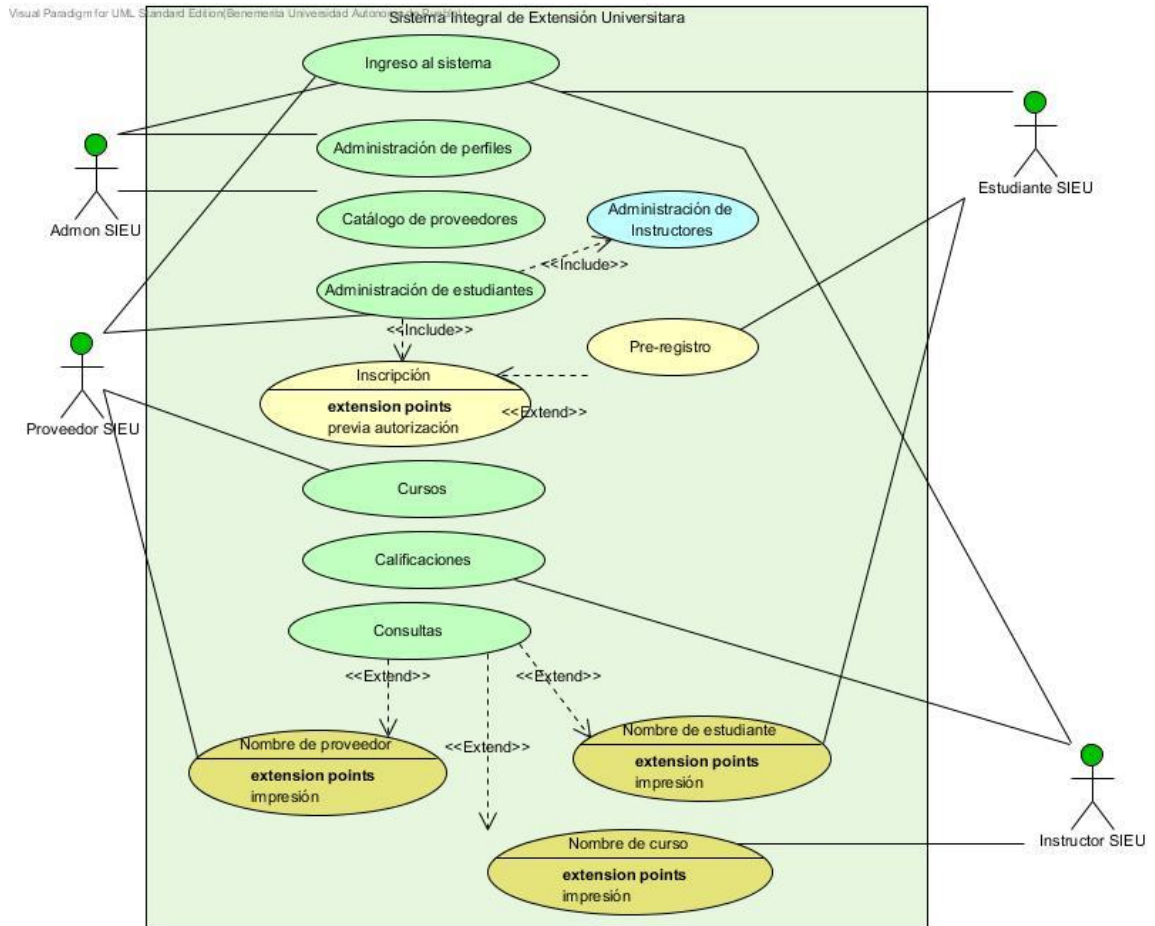 Visual Paradigm for UML Standard Edition(Benemerita Universidad Autonoma de Puebla)
Sistema Integral de Extensión Universitara
Ingreso al sistema
Administración de perfiles
Admon SIEU
Estudiante SIEU
Catálogo de proveedores
Administración de
Instructores
<<Include>>
Administración de estudiantes
<<Include>>
Pre-registro
Inscripción
extension points
previa autorización
<<Extend>>
Proveedor SIEU
Cursos
Calificaciones
Consultas
<<Extend>>
<<Extend>>
<<Extend>>
Nombre de proveedor
extension points
impresión
Nombre de estudiante
extension points
impresión
Nombre de curso
extension points
impresión
Instructor SIEU